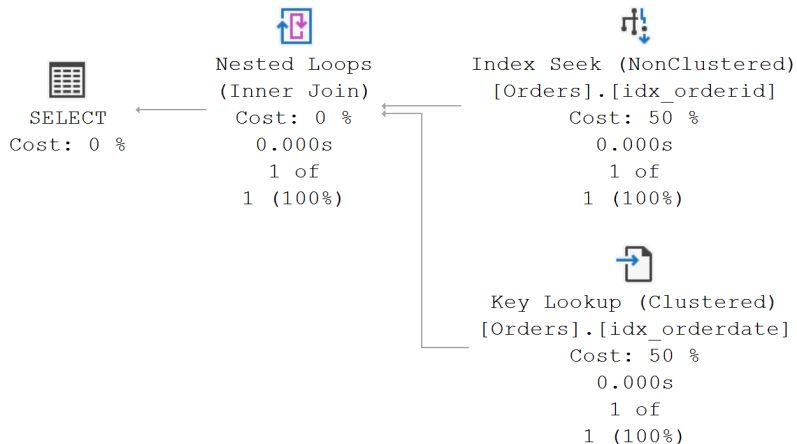 SELECT
Cost: 0 %
Nested Loops
(Inner Join)
Cost: 0 %
0.000s
1 of
1 (100%)
Index Seek (NonClustered)
[Orders].[idx_orderid]
Cost: 50 %
0.000s
1 of
1 (100%)
Key Lookup (Clustered)
[Orders].[idx_orderdate]
Cost: 50 %
0.000s
1 of
1 (100%)